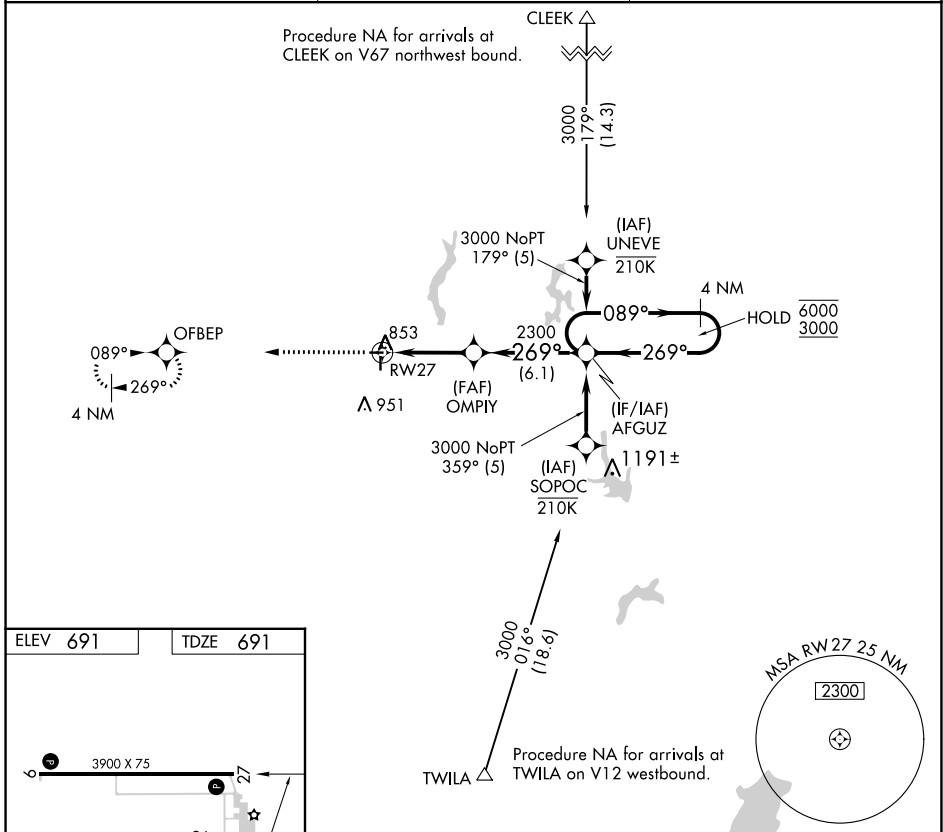 CLEEK
Procedure NA for arrivals at
CLEEK on V67 northwest bound.
3000
179°
(14.3)
(IAF)
UNEVE
210K
3000 NoPT
179° (5)
4 NM
089°
HOLD 6000
3000
OFBEP
089°
269°
4 NM
853
RW27
951
2300
269°
(6.1)
269°
(FAF)
OMPIY
(IF/IAF)
AFGUZ
3000 NoPT
359° (5)
(IAF)
SOPOC
210K
1191±
3000
016°
(18.6)
ELEV 691
TDZE 691
MSA RW27 25 NM
2300
Procedure NA for arrivals at
TWILA on V12 westbound.
TWILA
9
3900 X 75
27
P
P